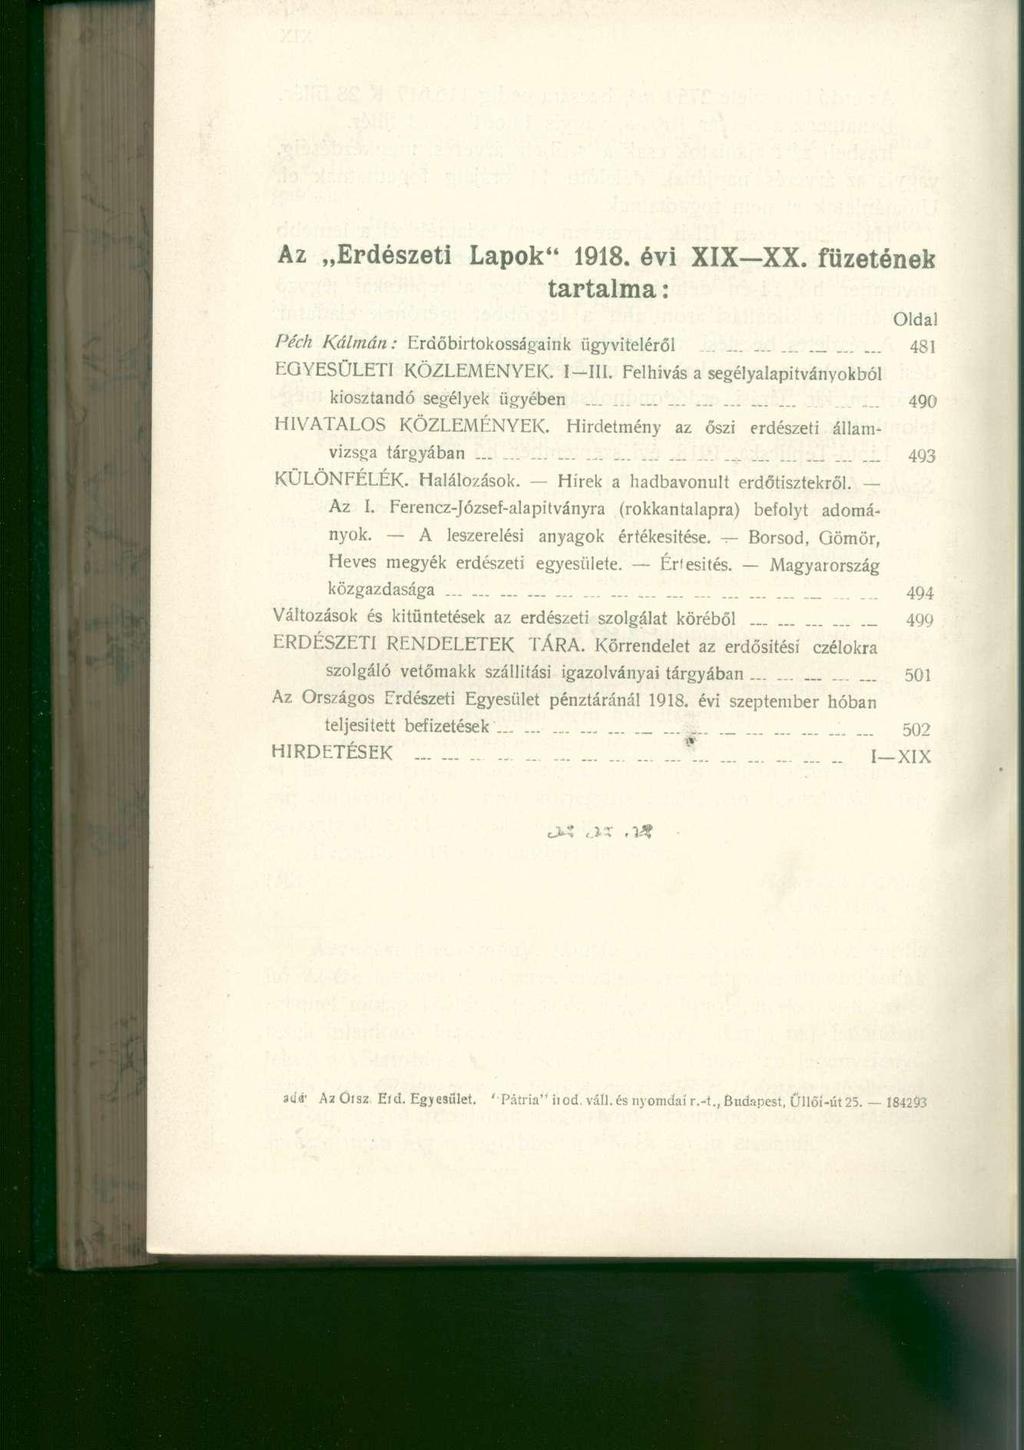 Az „Erdészeti Lapok“ 1918. évi XIX—XX. füzetének
tartalma:
Oldal
Péch Kálmán: Erdőbirtokosságaink ügyviteléről 481
EGYESÜLETI KÖZLEMÉNYEK. I—III. Felhivás a segélyalapitványokból
kiosztandó segélyek ügyében 490
HIVATALOS KÖZLEMÉNYEK. Hirdetmény az őszi erdészeti állam-
vizsga tárgyában 493
KÜLÖNFÉLÉK. Halálozások. — Hirek a hadbavonult erdőtisztekről. —
Az I. Ferencz-József-alapitványra (rokkantalapra) befolyt adomá-
nyok. — A leszerelési anyagok értékesitése. — Borsod, Gömör,
Heves megyék erdészeti egyesülete. — Értesités. — Magyarország
közgazdasága 494
Változások és kitüntetések az erdészeti szolgálat köréből 499
ERDÉSZETI RENDELETEK TÁRA. Körrendelet az erdősitési czélokra
szolgáló vetőmakk szállitási igazolványai tárgyában 501
Az Országos Erdészeti Egyesület pénztáránál 1918. évi szeptember hóban
teljesitett befizetések 502
HIRDETÉSEK I—XIX
Az Orsz. Erd. Egyesület. "Pátria" irod. váll. és nyomdai r.-t., Budapest, Üllői-út 25. — 184293